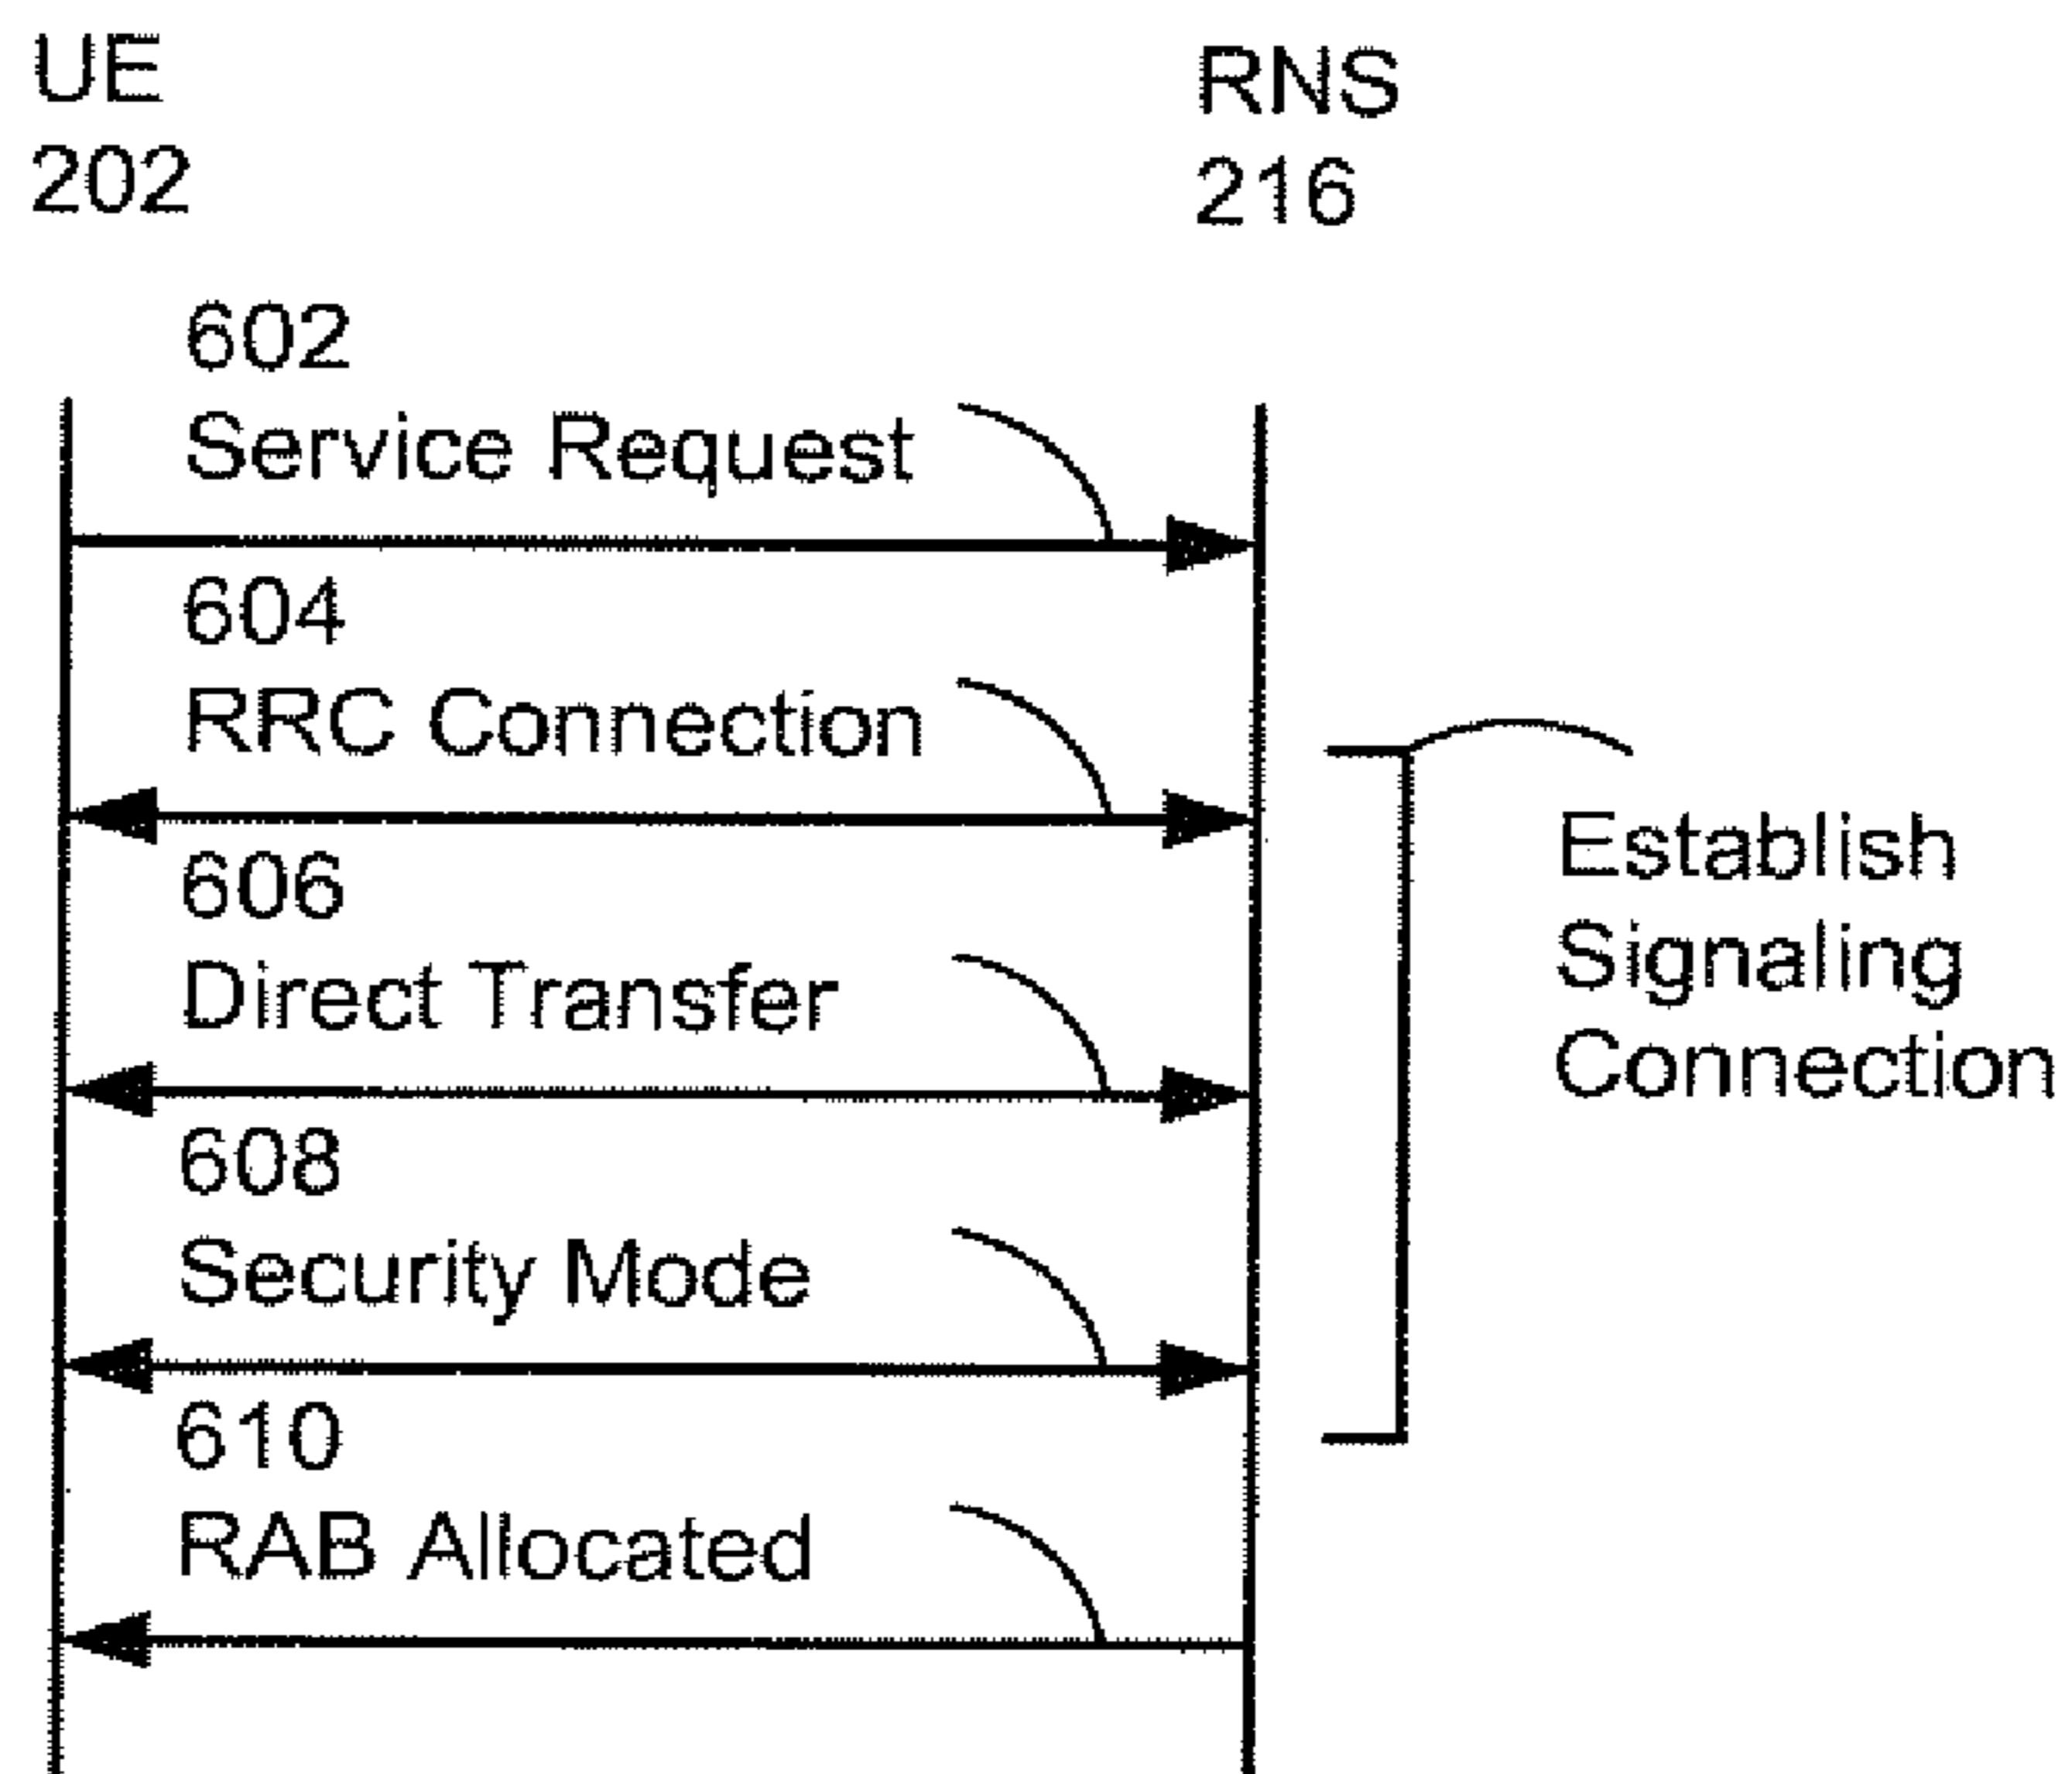 UE
202
RNS
216
602
Service Request
604
RRC Connection
606
Direct Transfer
608
Security Mode
610
RAB Allocated
Establish
Signaling
Connection